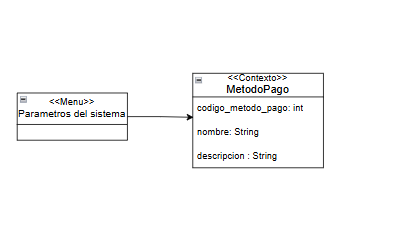 <<Menu>>
Parametros del sistema
<<Contexto>>
MetodoPago
codigo_metodo_pago: int
nombre: String
descripcion : String